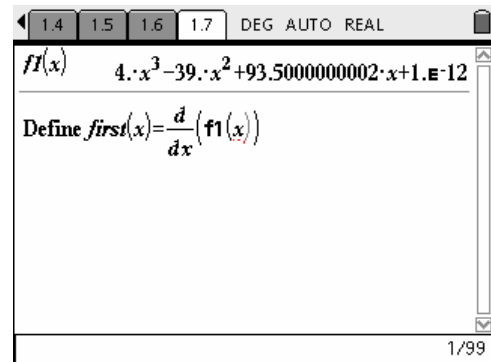 1.4 1.5 1.6 1.7 DEG AUTO REAL
f1(x) 4.·x³−39.·x²+93.5000000002·x+1.ᴇ-12
Define first(x)=d/dx(f1(x))
1/99